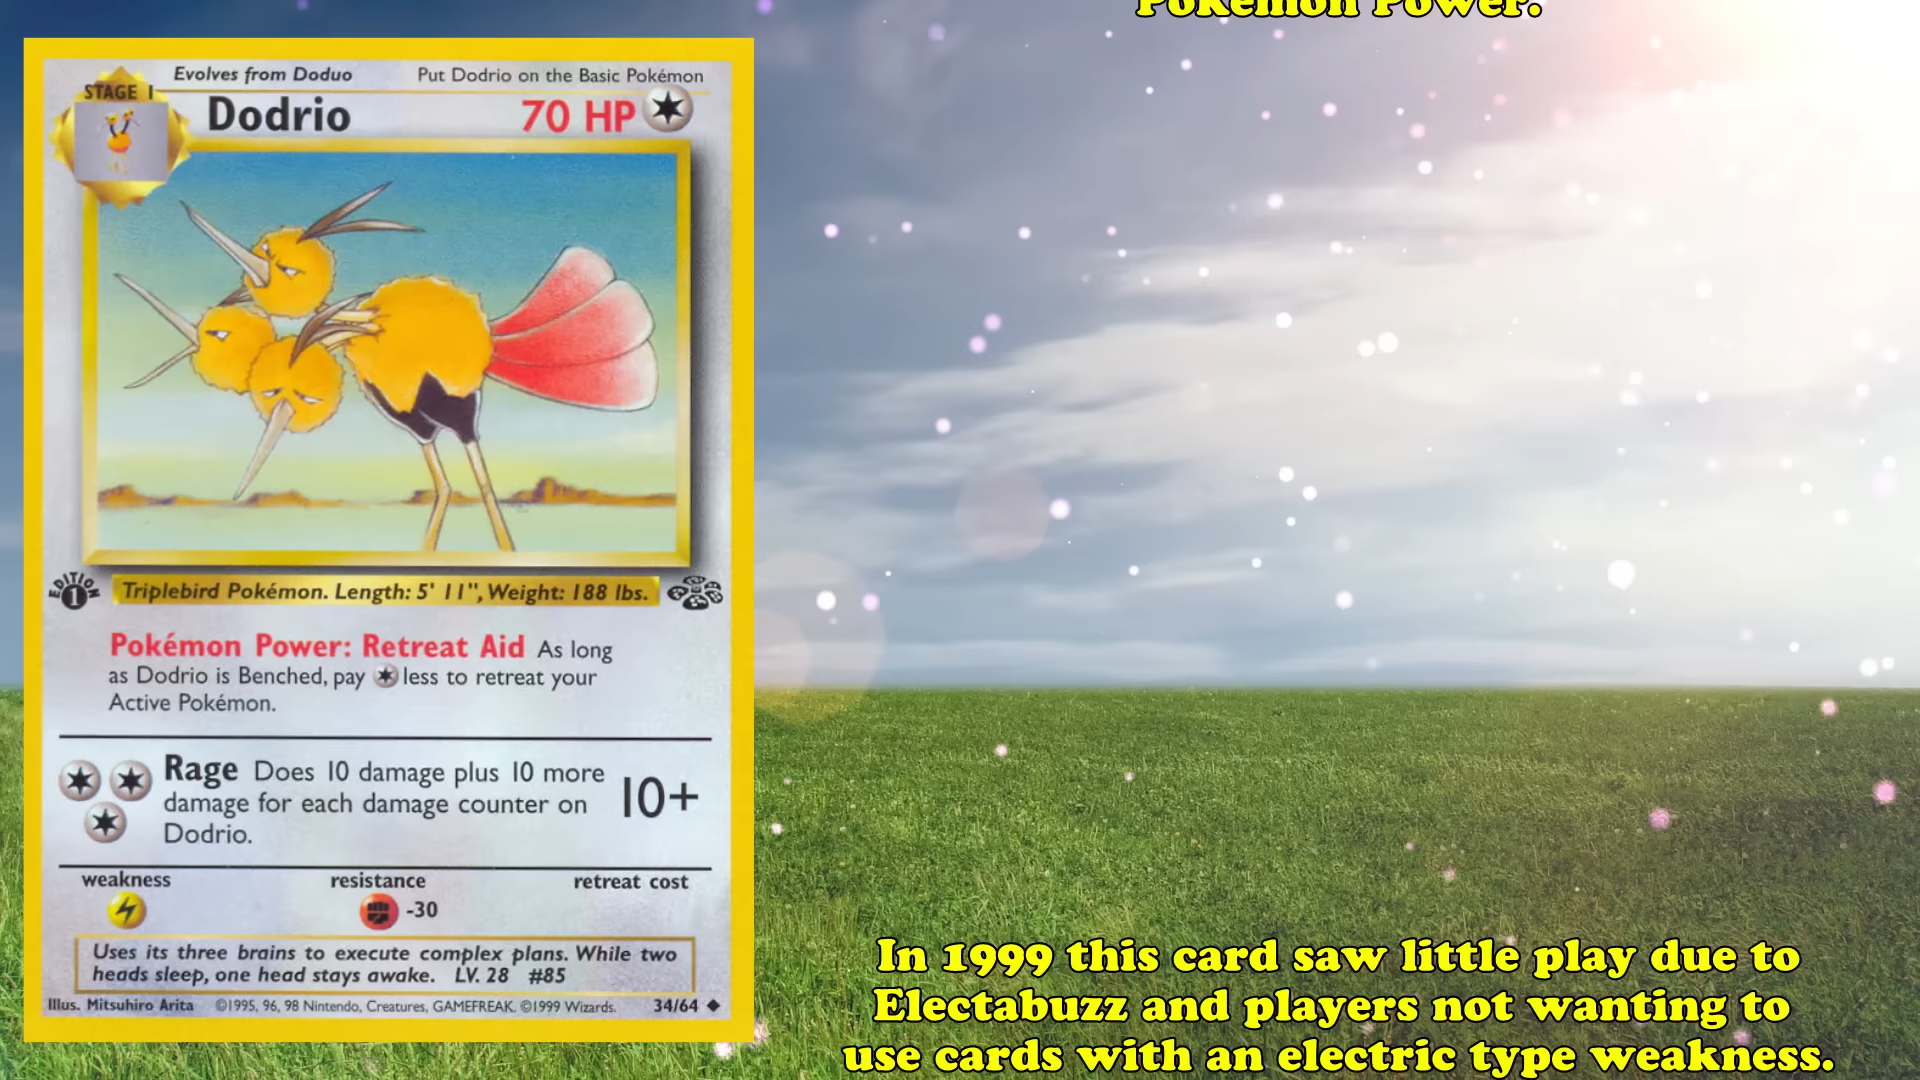 Pokémon Power.
Evolves from Doduo
Put Dodrio on the Basic Pokémon
STAGE 1
Dodrio
70 HP
EDITION
1
Triplebird Pokémon. Length: 5' 11", Weight: 188 lbs.
Pokémon Power: Retreat Aid As long
as Dodrio is Benched, pay less to retreat your
Active Pokémon.
Rage Does 10 damage plus 10 more
damage for each damage counter on
Dodrio.
10+
weakness
resistance
retreat cost
-30
Uses its three brains to execute complex plans. While two
heads sleep, one head stays awake. LV. 28 #85
Illus. Mitsuhiro Arita ©1995, 96, 98 Nintendo, Creatures, GAMEFREAK. ©1999 Wizards. 34/64
In 1999 this card saw little play due to
Electabuzz and players not wanting to
use cards with an electric type weakness.